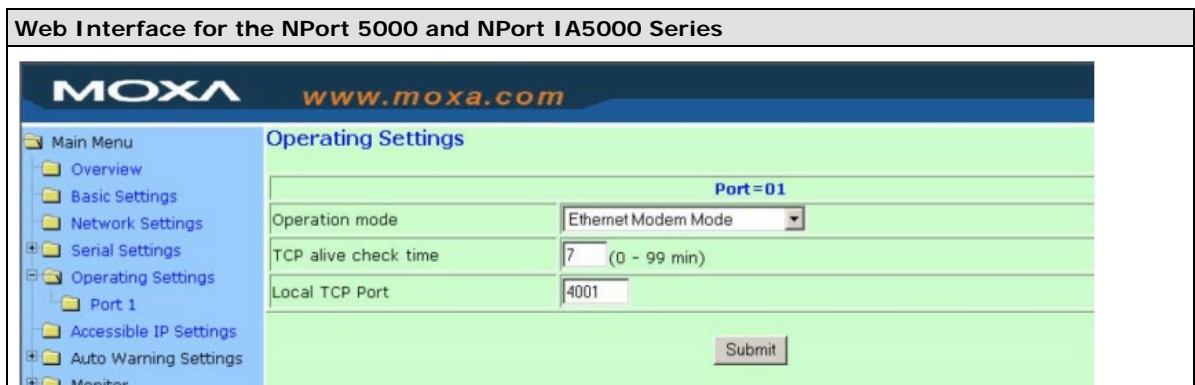 Web Interface for the NPort 5000 and NPort IA5000 Series
MOXA www.moxa.com
Main Menu
Overview
Basic Settings
Network Settings
Serial Settings
Operating Settings
Port 1
Accessible IP Settings
Auto Warning Settings
Monitor
Operating Settings
Port=01
Operation mode Ethernet Modem Mode
TCP alive check time 7 (0 - 99 min)
Local TCP Port 4001
Submit